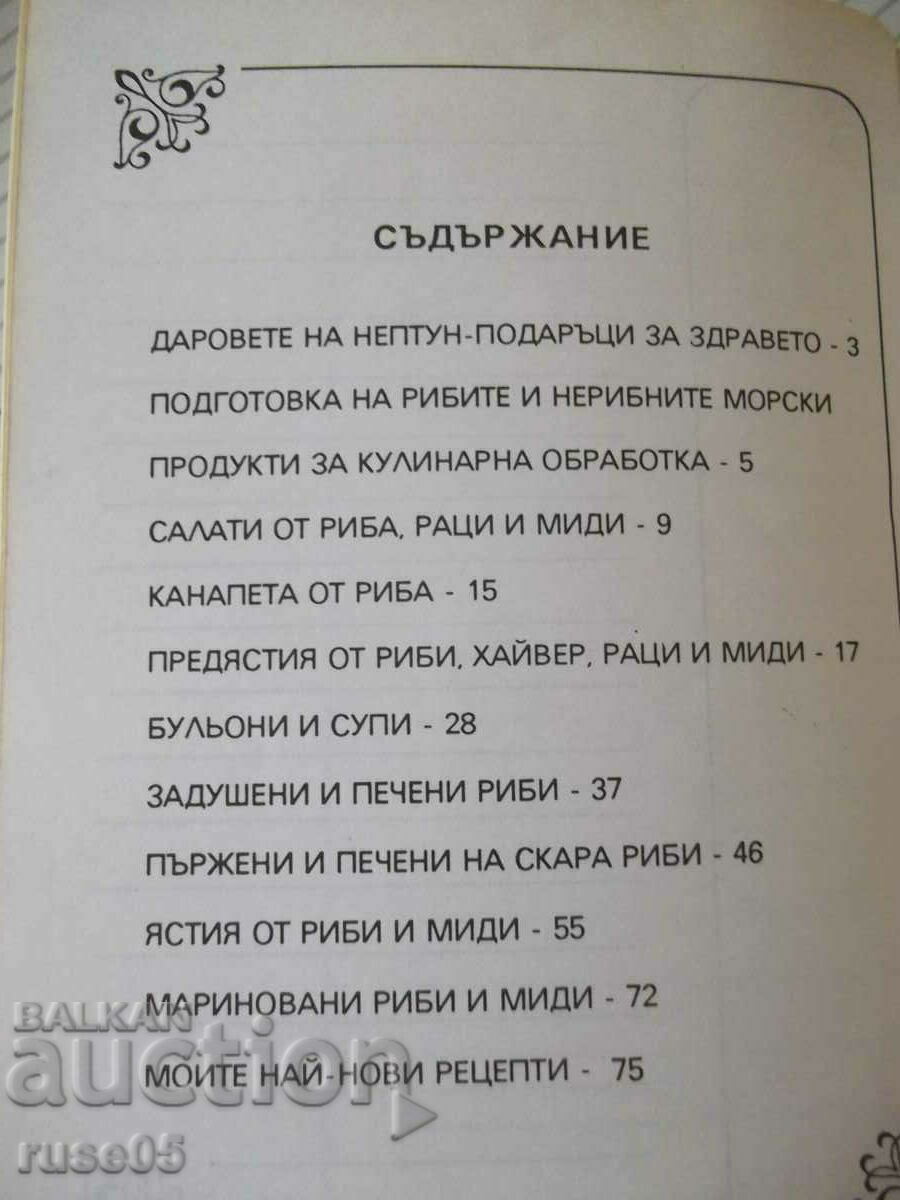 СЪДЪРЖАНИЕ
ДАРОВЕТЕ НА НЕПТУН-ПОДАРЪЦИ ЗА ЗДРАВЕТО - 3
ПОДГОТОВКА НА РИБИТЕ И НЕРИБНИТЕ МОРСКИ
ПРОДУКТИ ЗА КУЛИНАРНА ОБРАБОТКА - 5
САЛАТИ ОТ РИБА, РАЦИ И МИДИ - 9
КАНАПЕТА ОТ РИБА - 15
ПРЕДЯСТИЯ ОТ РИБИ, ХАЙВЕР, РАЦИ И МИДИ - 17
БУЛЬОНИ И СУПИ - 28
ЗАДУШЕНИ И ПЕЧЕНИ РИБИ - 37
ПЪРЖЕНИ И ПЕЧЕНИ НА СКАРА РИБИ - 46
ЯСТИЯ ОТ РИБИ И МИДИ - 55
МАРИНОВАНИ РИБИ И МИДИ - 72
МОИТЕ НАЙ-НОВИ РЕЦЕПТИ - 75
BALKAN
auction
ruse05